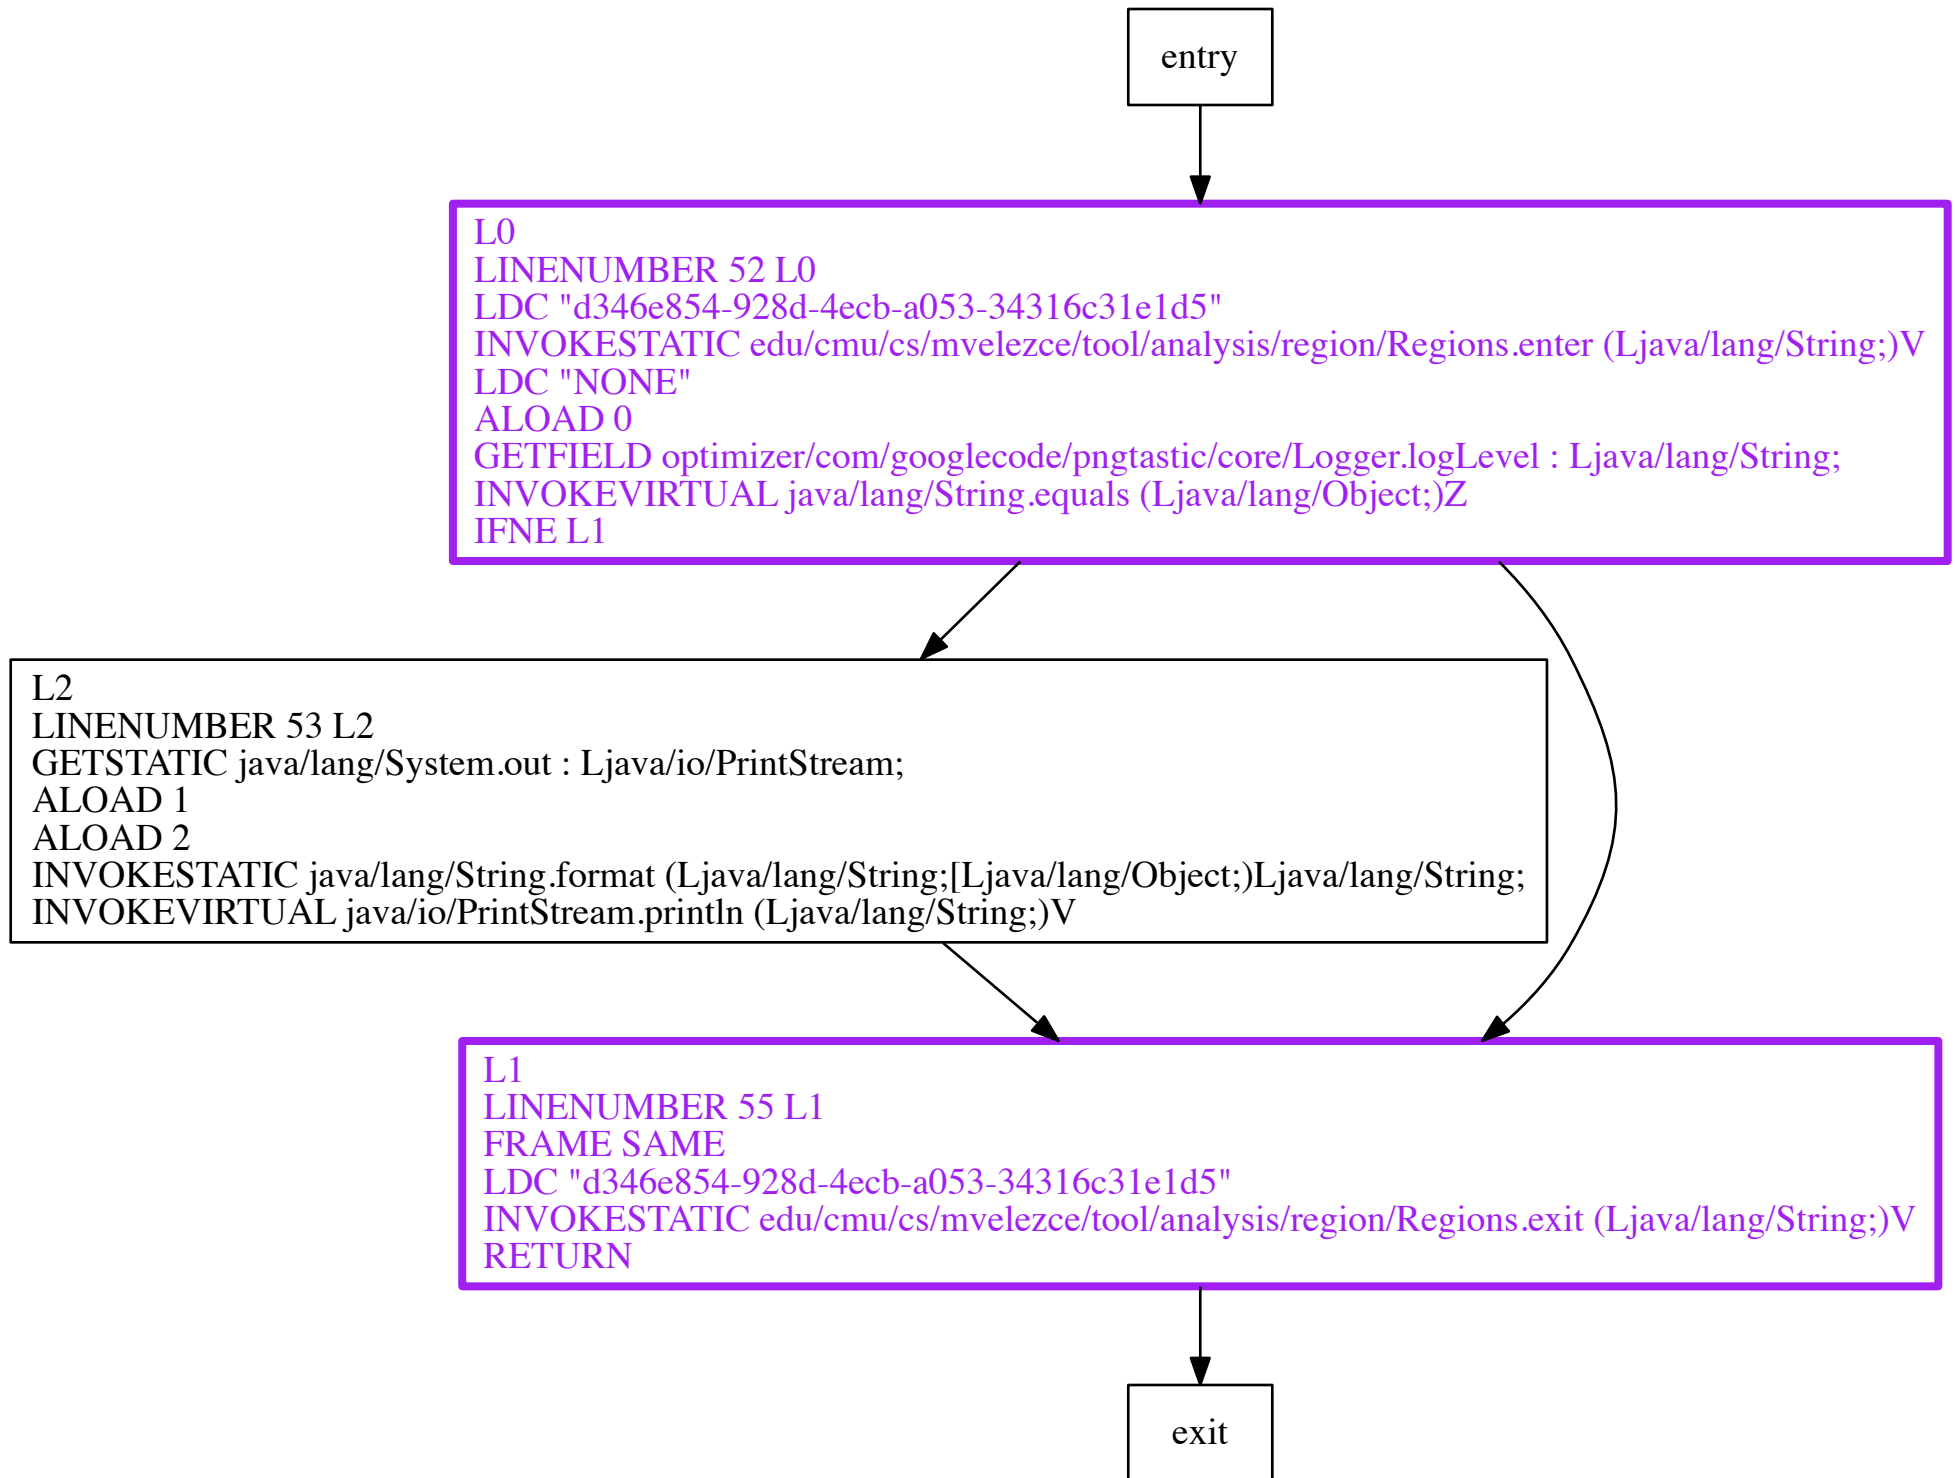 entry
L0
LINENUMBER 52 L0
LDC "d346e854-928d-4ecb-a053-34316c31e1d5"
INVOKESTATIC edu/cmu/cs/mvelezce/tool/analysis/region/Regions.enter (Ljava/lang/String;)V
LDC "NONE"
ALOAD 0
GETFIELD optimizer/com/googlecode/pngtastic/core/Logger.logLevel : Ljava/lang/String;
INVOKEVIRTUAL java/lang/String.equals (Ljava/lang/Object;)Z
IFNE L1
L2
LINENUMBER 53 L2
GETSTATIC java/lang/System.out : Ljava/io/PrintStream;
ALOAD 1
ALOAD 2
INVOKESTATIC java/lang/String.format (Ljava/lang/String;[Ljava/lang/Object;)Ljava/lang/String;
INVOKEVIRTUAL java/io/PrintStream.println (Ljava/lang/String;)V
L1
LINENUMBER 55 L1
FRAME SAME
LDC "d346e854-928d-4ecb-a053-34316c31e1d5"
INVOKESTATIC edu/cmu/cs/mvelezce/tool/analysis/region/Regions.exit (Ljava/lang/String;)V
RETURN
exit